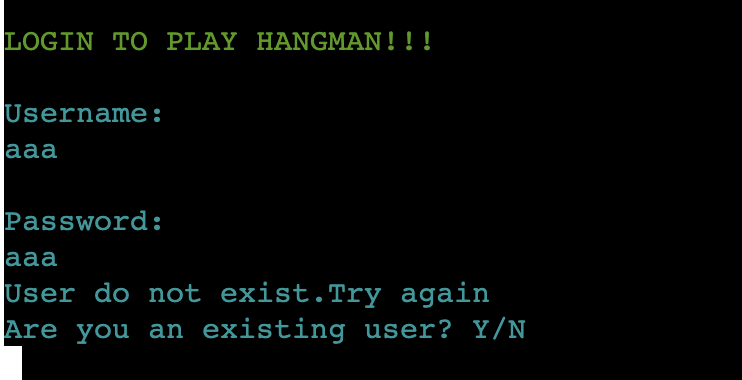 LOGIN TO PLAY HANGMAN!!!
Username:
aaa
Password:
aaa
User do not exist.Try again
Are you an existing user? Y/N